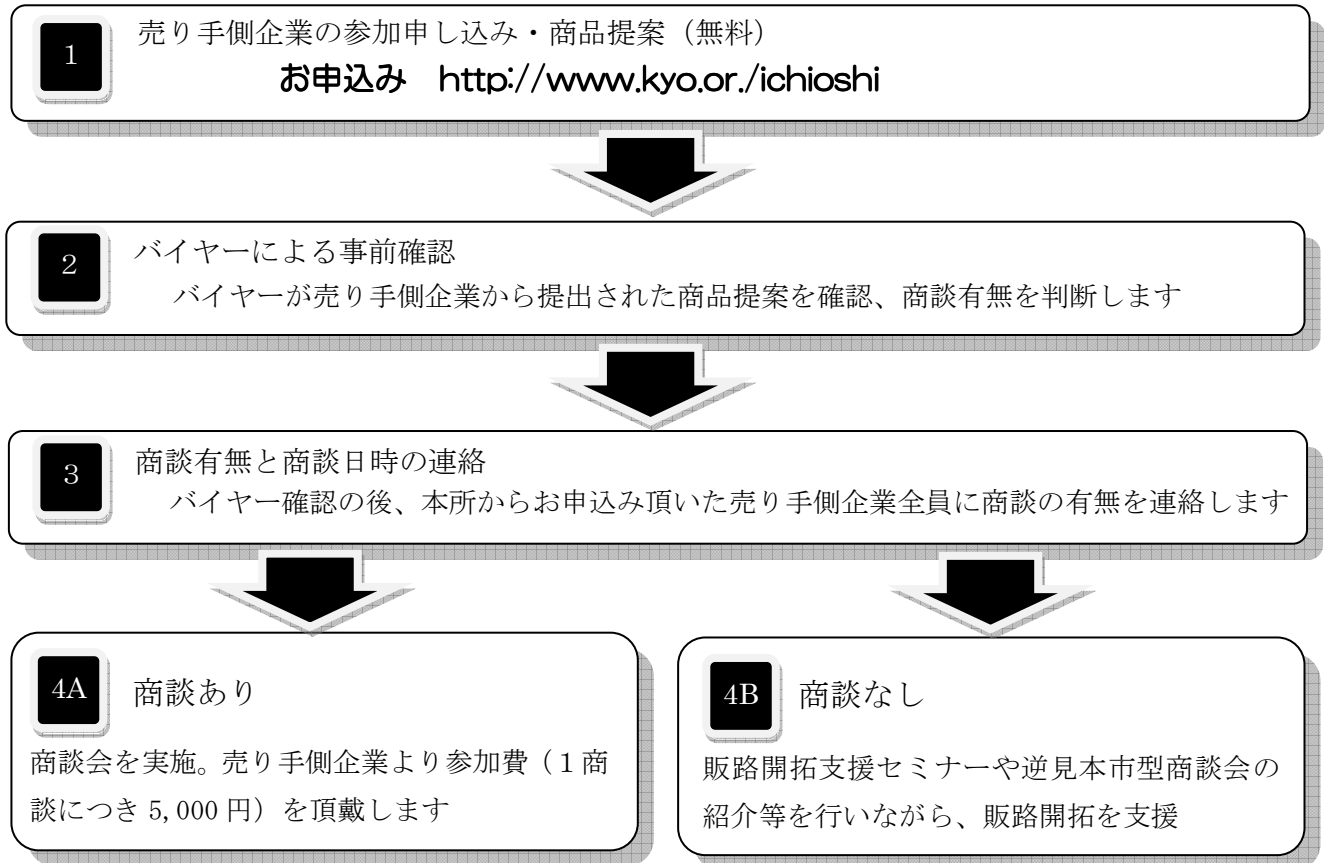 1
売り手側企業の参加申し込み・商品提案（無料）
お申込み　http://www.kyo.or./ichioshi
2
バイヤーによる事前確認
バイヤーが売り手側企業から提出された商品提案を確認、商談有無を判断します
3
商談有無と商談日時の連絡
バイヤー確認の後、本所からお申込み頂いた売り手側企業全員に商談の有無を連絡します
4A 商談あり
商談会を実施。売り手側企業より参加費（１商
談につき 5,000 円）を頂戴します
4B 商談なし
販路開拓支援セミナーや逆見本市型商談会の
紹介等を行いながら、販路開拓を支援